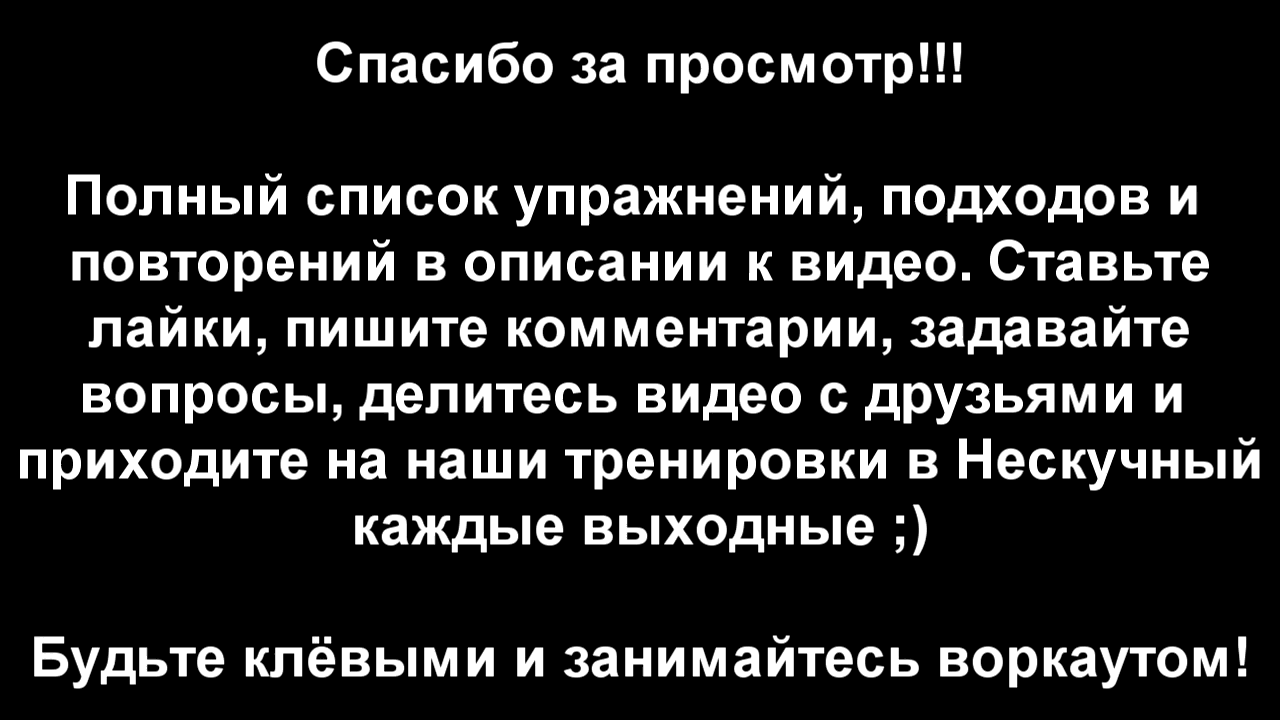 Спасибо за просмотр!!!
Полный список упражнений, подходов и
повторений в описании к видео. Ставьте
лайки, пишите комментарии, задавайте
вопросы, делитесь видео с друзьями и
приходите на наши тренировки в Нескучный
каждые выходные ;)
Будьте клёвыми и занимайтесь воркаутом!